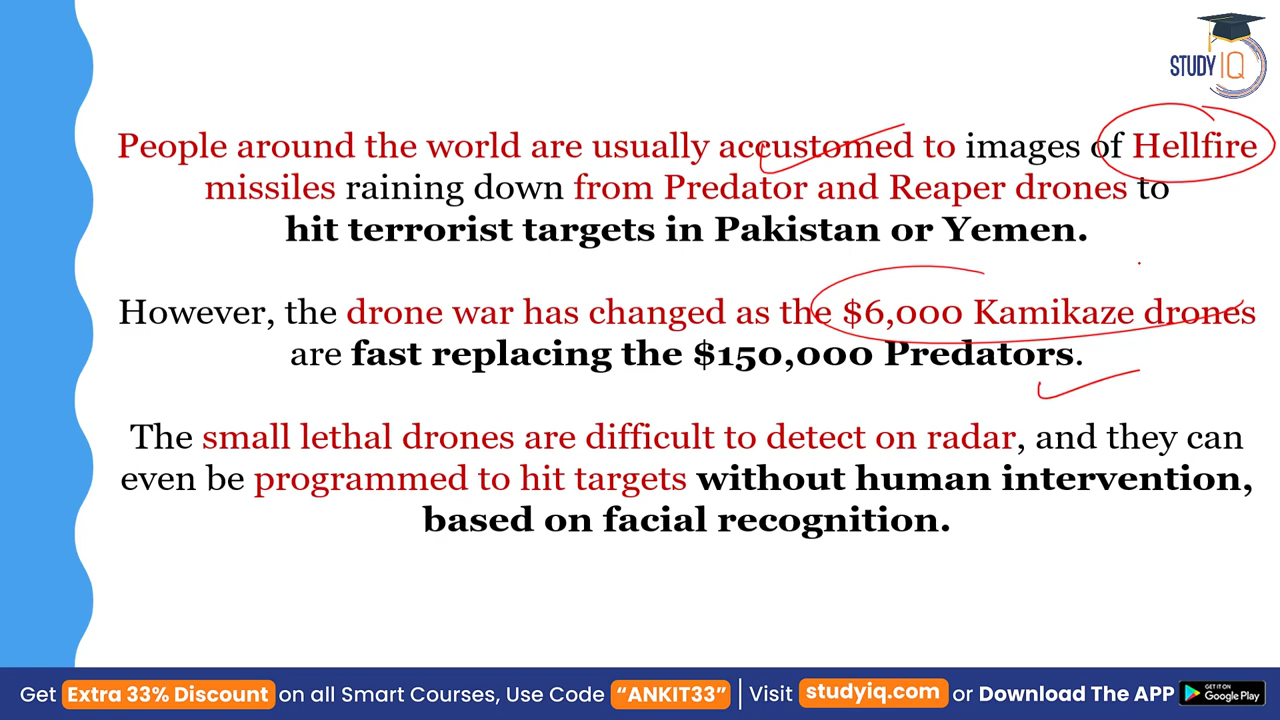 STUDY IQ
People around the world are usually accustomed to images of Hellfire
missiles raining down from Predator and Reaper drones to
hit terrorist targets in Pakistan or Yemen.
However, the drone war has changed as the $6,000 Kamikaze drones
are fast replacing the $150,000 Predators.
The small lethal drones are difficult to detect on radar, and they can
even be programmed to hit targets without human intervention,
based on facial recognition.
Get Extra 33% Discount on all Smart Courses, Use Code “ANKIT33” Visit studyiq.com or Download The APP GET IT ON Google Play